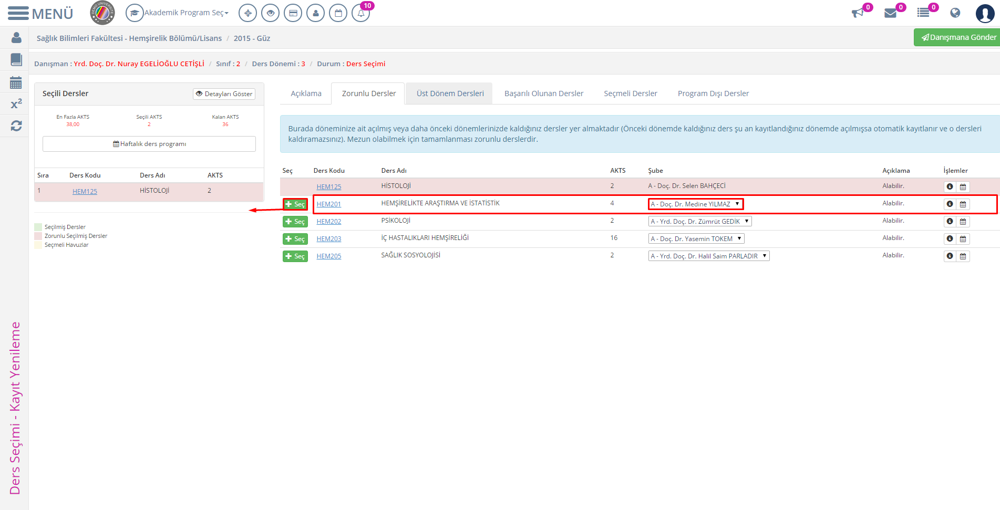 MENÜ
DEMO ÜNİVERSİTE
Akademik Program Seç
10
0
0
0
Sağlık Bilimleri Fakültesi - Hemşirelik Bölümü/Lisans / 2015 - Güz
Danışmana Gönder
Danışman : Yrd. Doç. Dr. Nuray EGELİOĞLU CETİŞLİ / Sınıf : 2 / Ders Dönemi : 3 / Durum : Ders Seçimi
x²
Seçili Dersler
Detayları Göster
En Fazla AKTS Seçili AKTS Kalan AKTS
38,00 2 36
Haftalık ders programı
Sıra Ders Kodu Ders Adı AKTS
1 HEM125 HİSTOLOJİ 2
Seçilmiş Dersler
Zorunlu Seçilmiş Dersler
Seçmeli Havuzlar
Açıklama Zorunlu Dersler Üst Dönem Dersleri Başarılı Olunan Dersler Seçmeli Dersler Program Dışı Dersler
Burada döneminize ait açılmış veya daha önceki dönemlerinizde kaldığınız dersler yer almaktadır (Önceki dönemde kaldığınız ders şu an kayıtlandığınız dönemde açılmışsa otomatik kayıtlanır ve o dersleri
kaldıramazsınız). Mezun olabilmek için tamamlanması zorunlu derslerdir.
Seç Ders Kodu Ders Adı AKTS Şube Açıklama İşlemler
HEM125 HİSTOLOJİ 2 A - Doç. Dr. Selen BAHÇECİ Alabilir.
Seç HEM201 HEMŞİRELİKTE ARAŞTIRMA VE İSTATİSTİK 4 A - Doç. Dr. Medine YILMAZ Alabilir.
Seç HEM202 PSİKOLOJİ 2 A - Yrd. Doç. Dr. Zümrüt GEDİK Alabilir.
Seç HEM203 İÇ HASTALIKLARI HEMŞİRELİĞİ 16 A - Doç. Dr. Yasemin TOKEM Alabilir.
Seç HEM205 SAĞLIK SOSYOLOJİSİ 2 A - Yrd. Doç. Dr. Halil Saim PARLADIR Alabilir.
Ders Seçimi - Kayıt Yenileme